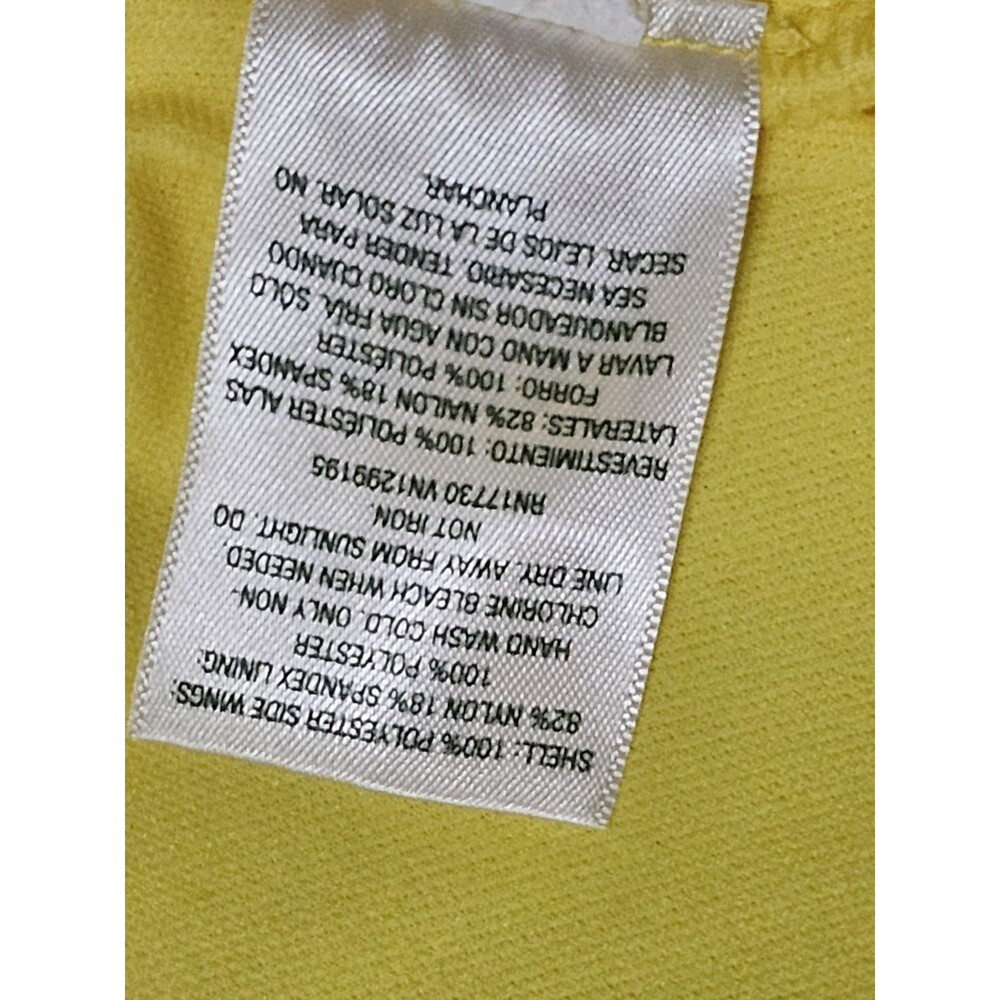 SHELL: 100% POLYESTER SIDE WINGS:
82% NYLON 18% SPANDEX LINING:
100% POLYESTER
HAND WASH COLD. ONLY NON-
CHLORINE BLEACH WHEN NEEDED.
LINE DRY. AWAY FROM SUNLIGHT. DO
NOT IRON
RN17730 VN1299195
REVESTIMIENTO: 100% POLIÉSTER ALAS
LATERALES: 82% NAILON 18% SPANDEX
FORRO: 100% POLIÉSTER
LAVAR A MANO CON AGUA FRÍA. SOLO
BLANQUEADOR SIN CLORO CUANDO
SEA NECESARIO. TENDER PARA
SECAR. LEJOS DE LA LUZ SOLAR. NO
PLANCHAR.